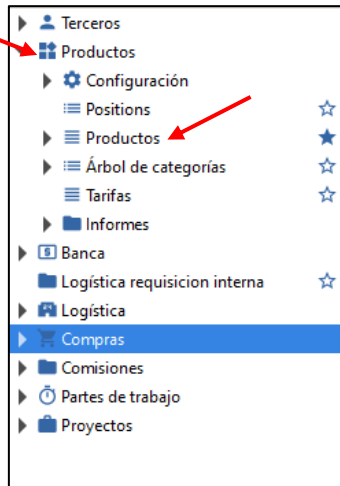 Terceros
Productos
Configuración
Positions
Productos
Árbol de categorías
Tarifas
Informes
Banca
Logística requisicion interna
Logística
Compras
Comisiones
Partes de trabajo
Proyectos